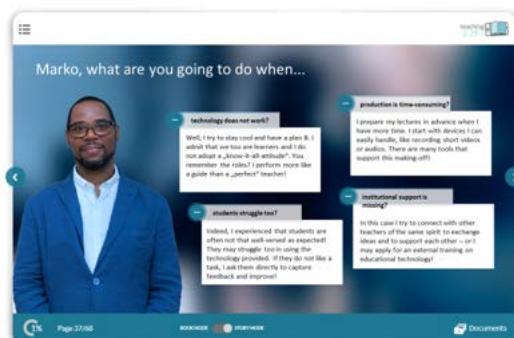 teaching
Marko, what are you going to do when...
technology does not work?
Well, I try to stay cool and have a plan B. I
admit that we too are learners and I do
not adopt a „know-it-all-attitude“. You
remember the roles? I perform more like
a guide than a „perfect“ teacher!
students struggle too?
Indeed, I experienced that students are
often not that well-served as expected!
They may struggle too in using the
technology provided. If they do not like a
task, I ask them directly to capture
feedback and improve!
production is time-consuming?
I prepare my lectures in advance when I
have more time. I start with devices I can
easily handle, like recording short videos
or audios. There are many tools that
support this making-off!
institutional support is
missing?
In this case I try to connect with other
teachers of the same spirit to exchange
ideas and to support each other – or I
may apply for an external training on
educational technology!
1%
Page 37/68
BOOKMODE
STORYMODE
Documents